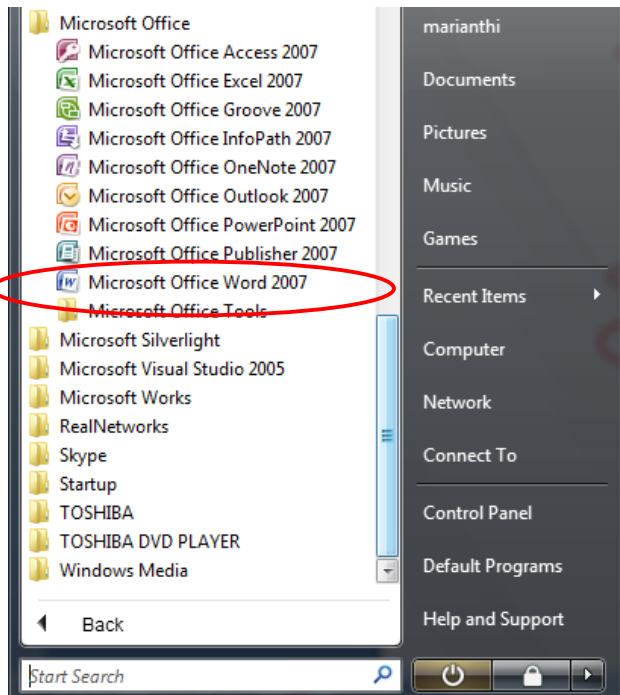 Microsoft Office
Microsoft Office Access 2007
Microsoft Office Excel 2007
Microsoft Office Groove 2007
Microsoft Office InfoPath 2007
Microsoft Office OneNote 2007
Microsoft Office Outlook 2007
Microsoft Office PowerPoint 2007
Microsoft Office Publisher 2007
Microsoft Office Word 2007
Microsoft Office Tools
Microsoft Silverlight
Microsoft Visual Studio 2005
Microsoft Works
RealNetworks
Skype
Startup
TOSHIBA
TOSHIBA DVD PLAYER
Windows Media
Back
Start Search
marianthi
Documents
Pictures
Music
Games
Recent Items
Computer
Network
Connect To
Control Panel
Default Programs
Help and Support